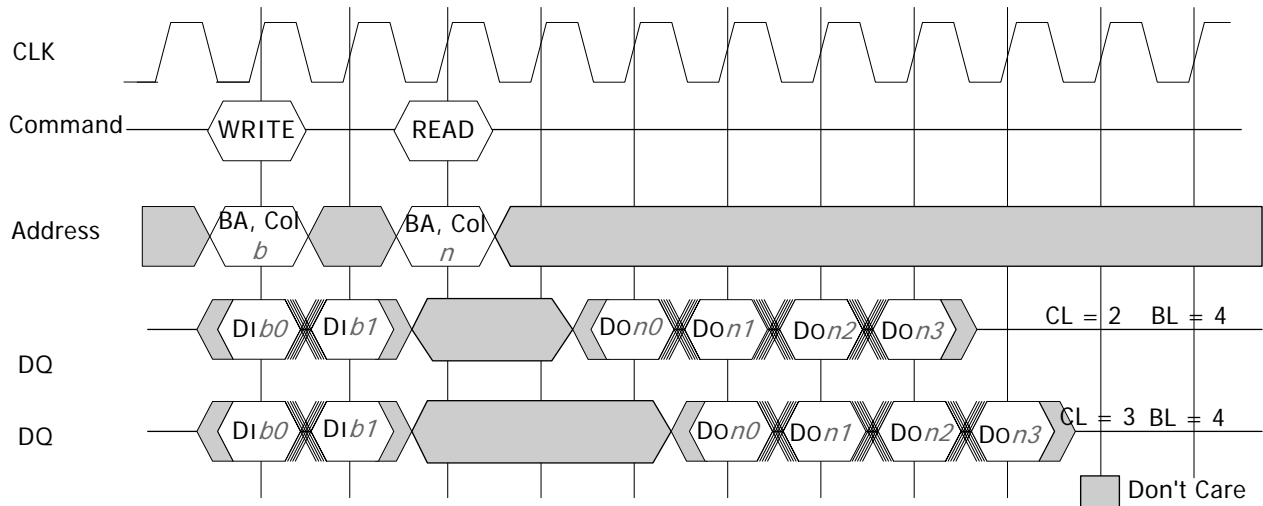 CLK
Command
WRITE
READ
Address
BA, Col
b
BA, Col
n
DQ
DIb0
DIb1
DOn0
DOn1
DOn2
DOn3
CL = 2 BL = 4
DQ
DIb0
DIb1
DOn0
DOn1
DOn2
DOn3
CL = 3 BL = 4
Don't Care